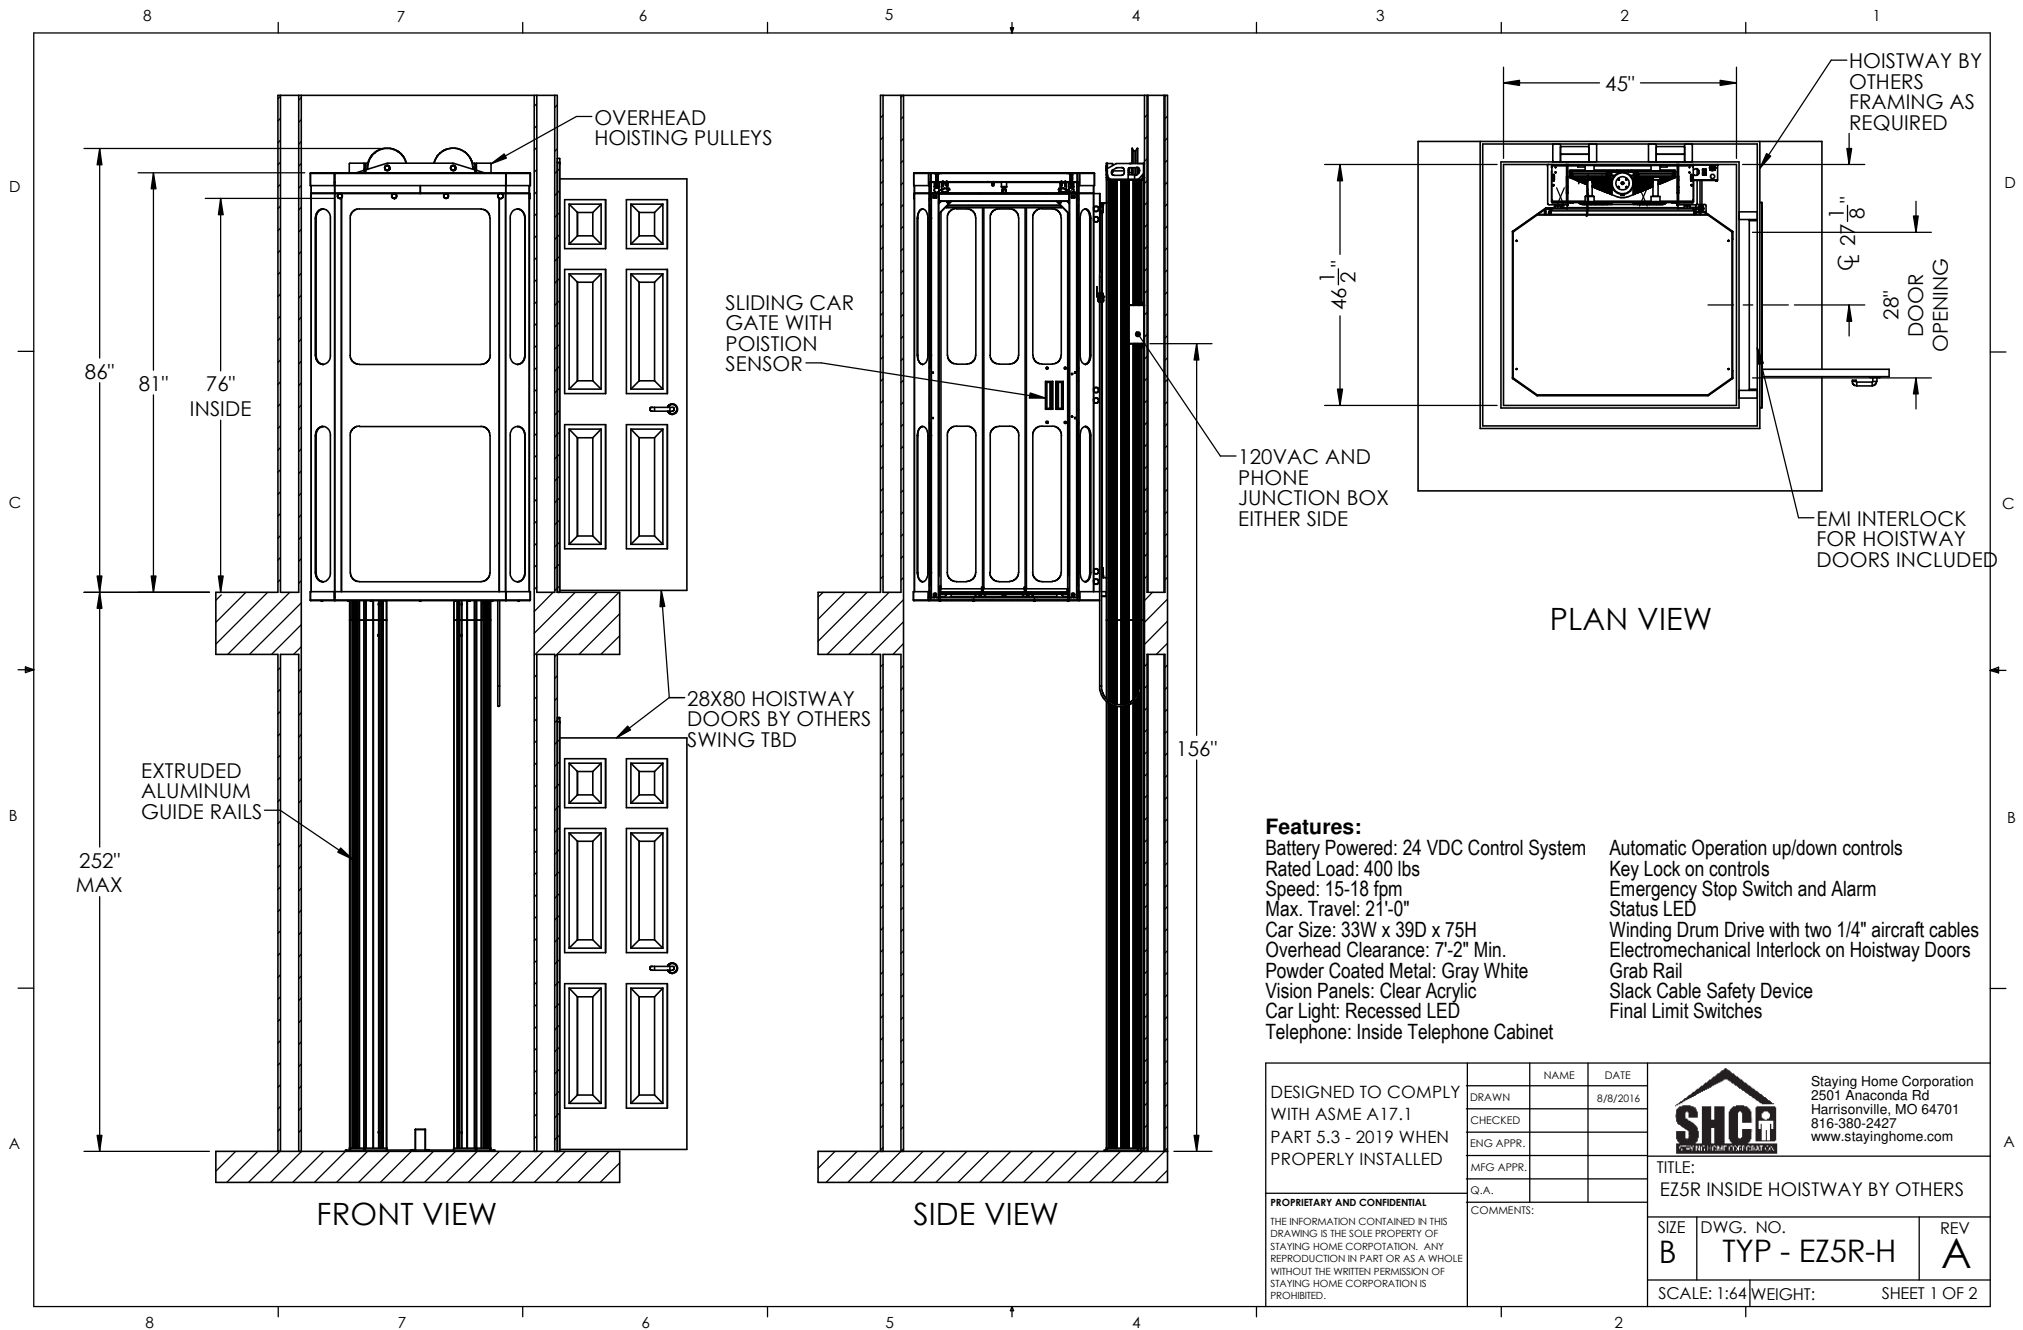 8 7 6 5 4 3 2 1
D
D
C
C
B
B
A
A
OVERHEAD
HOISTING PULLEYS
86"
81"
76"
INSIDE
SLIDING CAR
GATE WITH
POISTION
SENSOR
28X80 HOISTWAY
DOORS BY OTHERS
SWING TBD
EXTRUDED
ALUMINUM
GUIDE RAILS
252"
MAX
FRONT VIEW
120VAC AND
PHONE
JUNCTION BOX
EITHER SIDE
156"
SIDE VIEW
45"
HOISTWAY BY
OTHERS
FRAMING AS
REQUIRED
46 1/2"
℄ 27 1/8"
28"
DOOR
OPENING
EMI INTERLOCK
FOR HOISTWAY
DOORS INCLUDED
PLAN VIEW
Features:
Battery Powered: 24 VDC Control System
Rated Load: 400 lbs
Speed: 15-18 fpm
Max. Travel: 21'-0"
Car Size: 33W x 39D x 75H
Overhead Clearance: 7'-2" Min.
Powder Coated Metal: Gray White
Vision Panels: Clear Acrylic
Car Light: Recessed LED
Telephone: Inside Telephone Cabinet
Automatic Operation up/down controls
Key Lock on controls
Emergency Stop Switch and Alarm
Status LED
Winding Drum Drive with two 1/4" aircraft cables
Electromechanical Interlock on Hoistway Doors
Grab Rail
Slack Cable Safety Device
Final Limit Switches
DESIGNED TO COMPLY
WITH ASME A17.1
PART 5.3 - 2019 WHEN
PROPERLY INSTALLED
PROPRIETARY AND CONFIDENTIAL
THE INFORMATION CONTAINED IN THIS
DRAWING IS THE SOLE PROPERTY OF
STAYING HOME CORPOTATION. ANY
REPRODUCTION IN PART OR AS A WHOLE
WITHOUT THE WRITTEN PERMISSION OF
STAYING HOME CORPORATION IS
PROHIBITED.
NAME DATE
DRAWN 8/8/2016
CHECKED
ENG APPR.
MFG APPR.
Q.A.
COMMENTS:
SHC
STAYING HOME CORPORATION
Staying Home Corporation
2501 Anaconda Rd
Harrisonville, MO 64701
816-380-2427
www.stayinghome.com
TITLE:
EZ5R INSIDE HOISTWAY BY OTHERS
SIZE DWG. NO. REV
B TYP - EZ5R-H A
SCALE: 1:64 WEIGHT: SHEET 1 OF 2
8 7 6 5 4 2